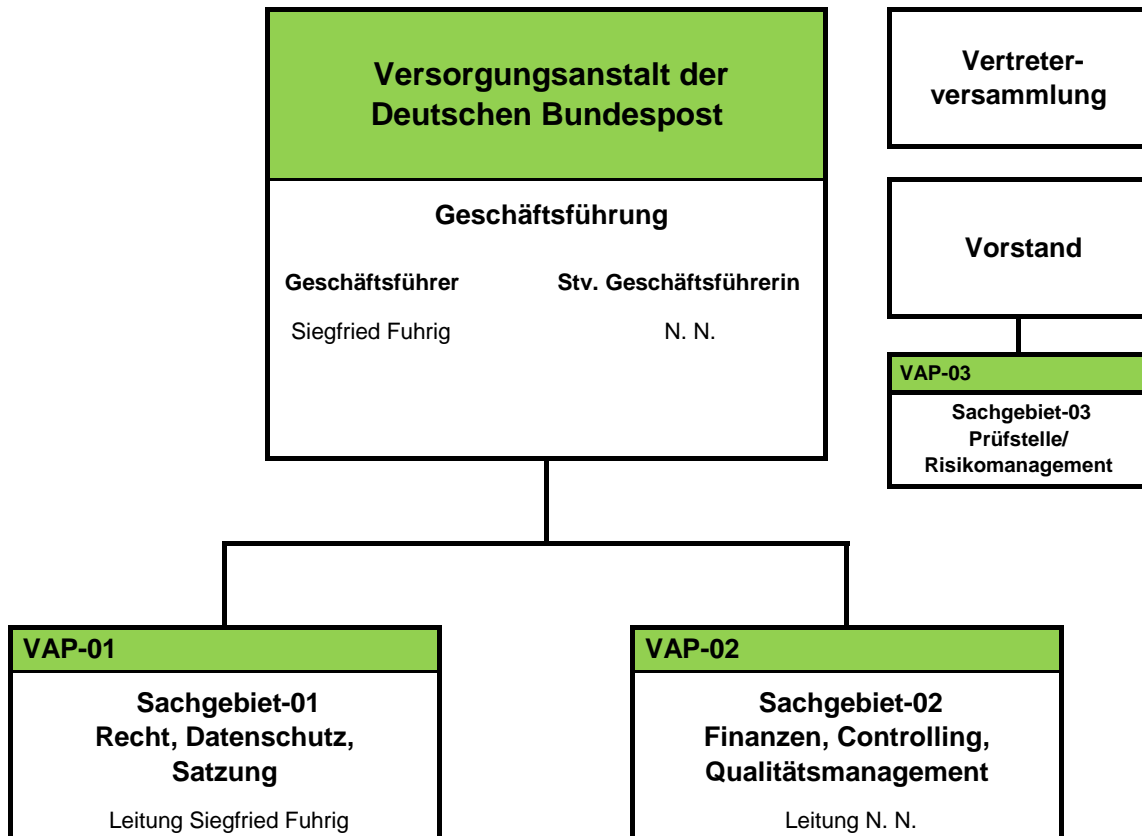 Versorgungsanstalt der
Deutschen Bundespost
Geschäftsführung
Geschäftsführer
Stv. Geschäftsführerin
Siegfried Fuhrig
N. N.
Vertreter-
versammlung
Vorstand
VAP-03
Sachgebiet-03
Prüfstelle/
Risikomanagement
VAP-01
Sachgebiet-01
Recht, Datenschutz,
Satzung
Leitung Siegfried Fuhrig
VAP-02
Sachgebiet-02
Finanzen, Controlling,
Qualitätsmanagement
Leitung N. N.